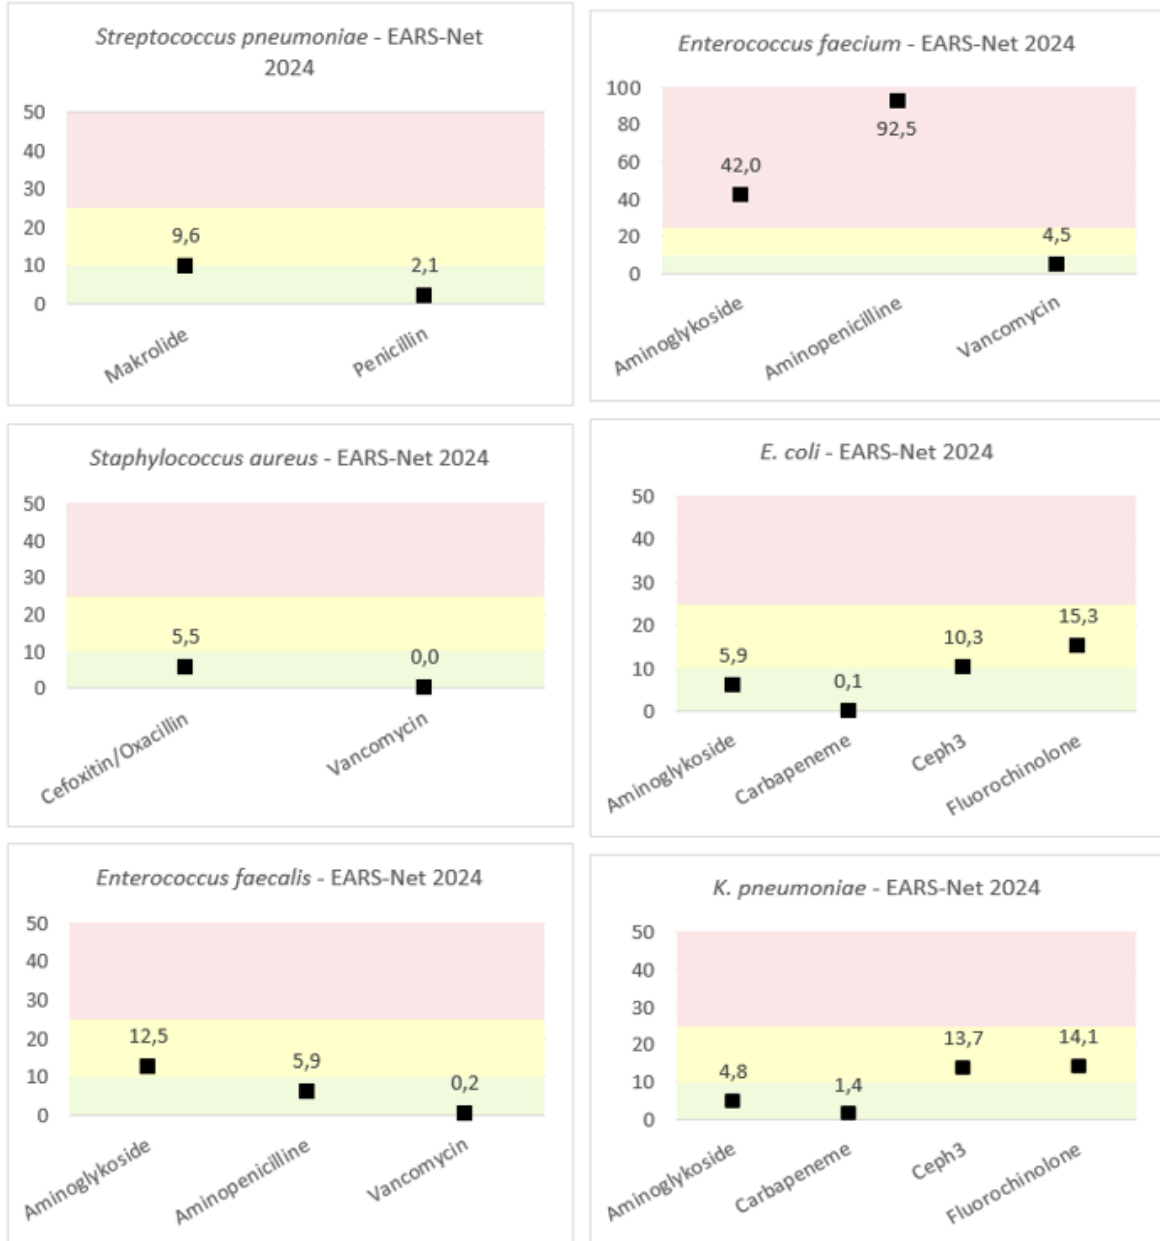 Streptococcus pneumoniae - EARS-Net
2024
50
40
30
20
10
0
9,6
2,1
Makrolide
Penicillin
Enterococcus faecium - EARS-Net 2024
100
80
60
40
20
0
42,0
92,5
4,5
Aminoglykoside
Aminopenicilline
Vancomycin
Staphylococcus aureus - EARS-Net 2024
50
40
30
20
10
0
5,5
0,0
Cefoxitin/Oxacillin
Vancomycin
E. coli - EARS-Net 2024
50
40
30
20
10
0
5,9
0,1
10,3
15,3
Aminoglykoside
Carbapeneme
Ceph3
Fluorochinolone
Enterococcus faecalis - EARS-Net 2024
50
40
30
20
10
0
12,5
5,9
0,2
Aminoglykoside
Aminopenicilline
Vancomycin
K. pneumoniae - EARS-Net 2024
50
40
30
20
10
0
4,8
1,4
13,7
14,1
Aminoglykoside
Carbapeneme
Ceph3
Fluorochinolone